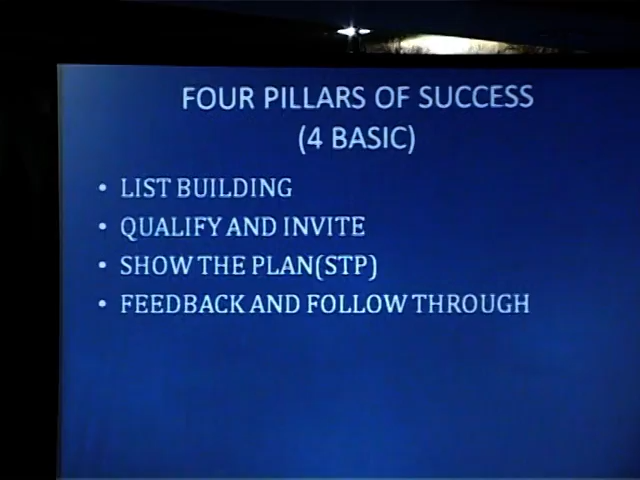 FOUR PILLARS OF SUCCESS
(4 BASIC)
• LIST BUILDING
• QUALIFY AND INVITE
• SHOW THE PLAN(STP)
• FEEDBACK AND FOLLOW THROUGH